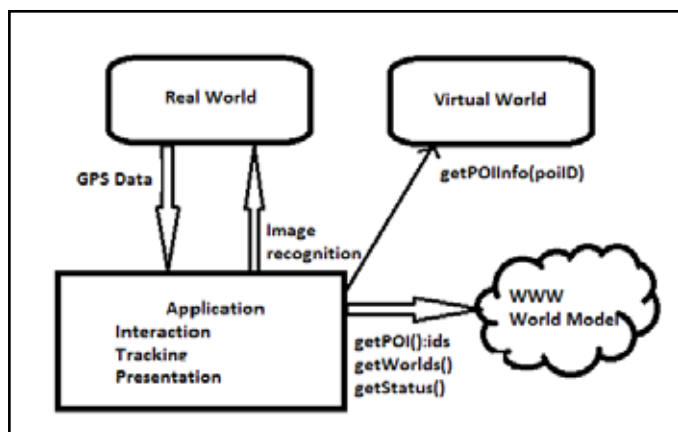 Real World
Virtual World
GPS Data
getPOIInfo(poiID)
Image
recognition
Application
Interaction
Tracking
Presentation
WWW
World Model
getPOI():ids
getWorlds()
getStatus()